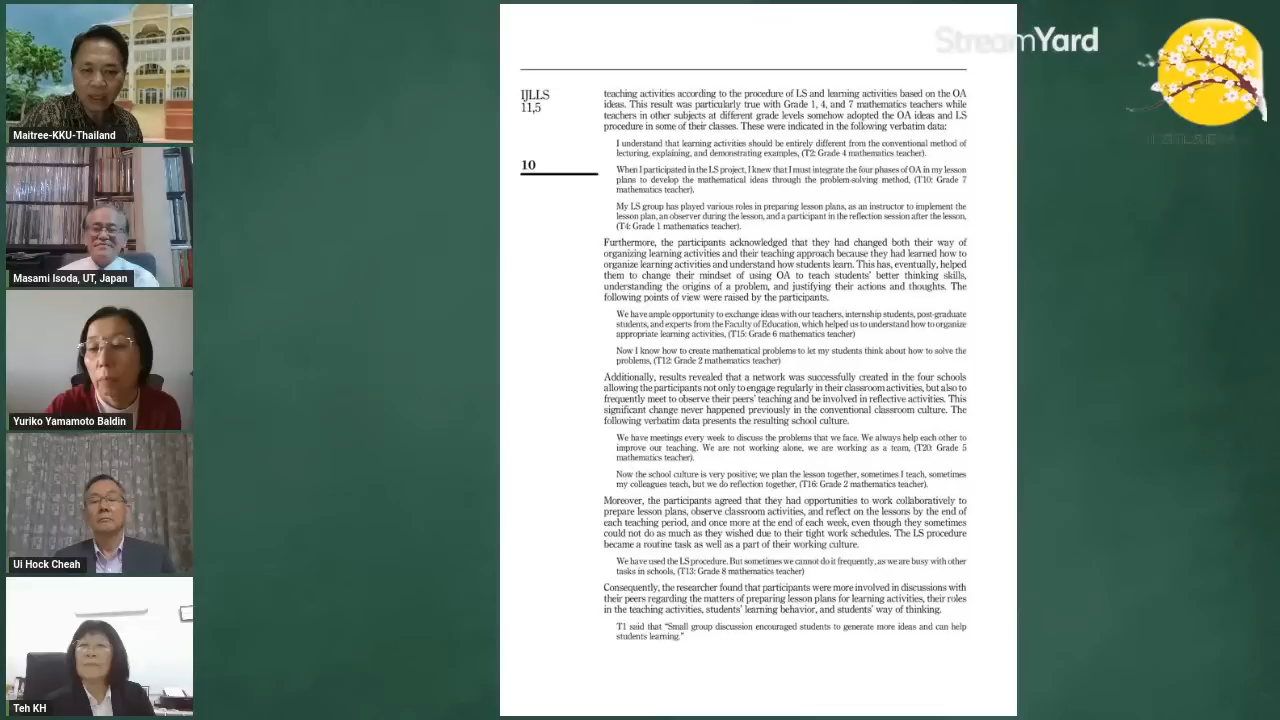 Maitree-KKU-Thailand
Masami Isoda, UT, Japan
Yuriko Yamamoto Baldin
Ui Hock Cheah
Teh KH
StreamYard
IJLLS
11,5
10
teaching activities according to the procedure of LS and learning activities based on the OA
ideas. This result was particularly true with Grade 1, 4, and 7 mathematics teachers while
teachers in other subjects at different grade levels somehow adopted the OA ideas and LS
procedure in some of their classes. These were indicated in the following verbatim data:
I understand that learning activities should be entirely different from the conventional method of
lecturing, explaining, and demonstrating examples, (T2: Grade 4 mathematics teacher).
When I participated in the LS project, I knew that I must integrate the four phases of OA in my lesson
plans to develop the mathematical ideas through the problem-solving method, (T10: Grade 7
mathematics teacher).
My LS group has played various roles in preparing lesson plans, as an instructor to implement the
lesson plan, an observer during the lesson, and a participant in the reflection session after the lesson,
(T4: Grade 1 mathematics teacher).
Furthermore, the participants acknowledged that they had changed both their way of
organizing learning activities and their teaching approach because they had learned how to
organize learning activities and understand how students learn. This has, eventually, helped
them to change their mindset of using OA to teach students' better thinking skills,
understanding the origins of a problem, and justifying their actions and thoughts. The
following points of view were raised by the participants.
We have ample opportunity to exchange ideas with our teachers, internship students, post-graduate
students, and experts from the Faculty of Education, which helped us to understand how to organize
appropriate learning activities, (T15: Grade 6 mathematics teacher)
Now I know how to create mathematical problems to let my students think about how to solve the
problems, (T12: Grade 2 mathematics teacher)
Additionally, results revealed that a network was successfully created in the four schools
allowing the participants not only to engage regularly in their classroom activities, but also to
frequently meet to observe their peers' teaching and be involved in reflective activities. This
significant change never happened previously in the conventional classroom culture. The
following verbatim data presents the resulting school culture.
We have meetings every week to discuss the problems that we face. We always help each other to
improve our teaching. We are not working alone, we are working as a team, (T20: Grade 5
mathematics teacher).
Now the school culture is very positive; we plan the lesson together, sometimes I teach, sometimes
my colleagues teach, but we do reflection together, (T16: Grade 2 mathematics teacher).
Moreover, the participants agreed that they had opportunities to work collaboratively to
prepare lesson plans, observe classroom activities, and reflect on the lessons by the end of
each teaching period, and once more at the end of each week, even though they sometimes
could not do as much as they wished due to their tight work schedules. The LS procedure
became a routine task as well as a part of their working culture.
We have used the LS procedure. But sometimes we cannot do it frequently, as we are busy with other
tasks in schools, (T13: Grade 8 mathematics teacher)
Consequently, the researcher found that participants were more involved in discussions with
their peers regarding the matters of preparing lesson plans for learning activities, their roles
in the teaching activities, students' learning behavior, and students' way of thinking.
T1 said that "Small group discussion encouraged students to generate more ideas and can help
students learning."